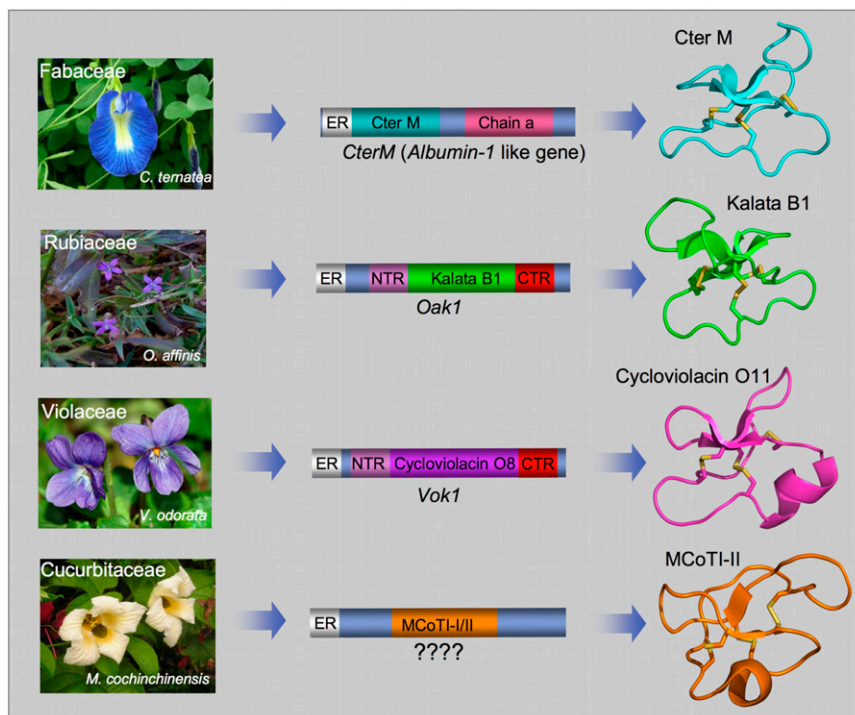 Fabaceae
C. ternatea
ER Cter M Chain a
CterM (Albumin-1 like gene)
Cter M
Rubiaceae
O. affinis
ER NTR Kalata B1 CTR
Oak1
Kalata B1
Violaceae
V. odorata
ER NTR Cycloviolacin O8 CTR
Vok1
Cycloviolacin O11
Cucurbitaceae
M. cochinchinensis
ER MCoTI-I/II
????
MCoTI-II